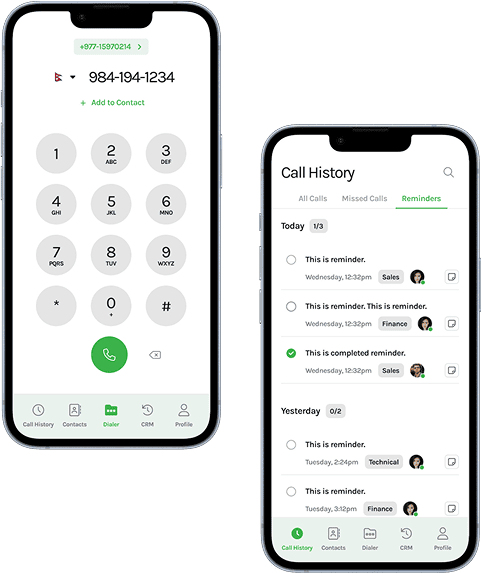 +977-15970214 >
984-194-1234
+ Add to Contact
1 2 ABC 3 DEF
4 GHI 5 JKL 6 MNO
7 PQRS 8 TUV 9 WXYZ
* 0 + #
Call History Contacts Dialer CRM Profile
Call History
All Calls Missed Calls Reminders
Today 1/3
This is reminder.
Wednesday, 12:32pm Sales
This is reminder. This is reminder.
Wednesday, 12:32pm Finance
This is completed reminder.
Wednesday, 12:32pm Sales
Yesterday 0/2
This is reminder.
Tuesday, 2:24pm Technical
This is reminder.
Tuesday, 3:12pm Finance
Call History Contacts Dialer CRM Profile